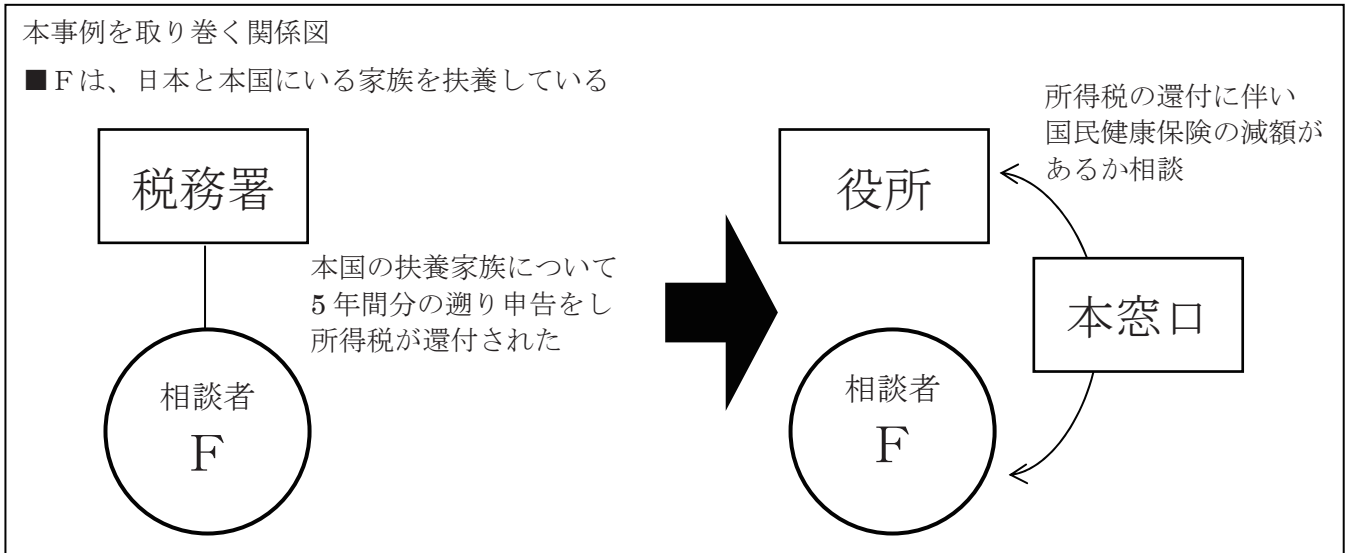 本事例を取り巻く関係図
■Fは、日本と本国にいる家族を扶養している
税務署
本国の扶養家族について
5年間分の遡り申告をし
所得税が還付された
相談者
F
所得税の還付に伴い
国民健康保険の減額が
あるか相談
役所
本窓口
相談者
F